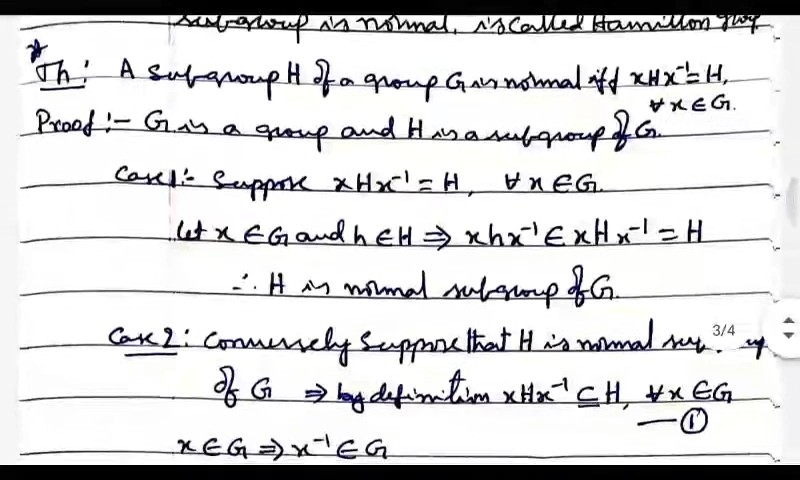 subgroup is normal, is called Hamilton group
Th: A subgroup H of a group G is normal iff xHx⁻¹=H,
∀ x ∈ G.
Proof:- G is a group and H is a subgroup of G.
Case1:- Suppose xHx⁻¹ = H, ∀ x ∈ G.
Let x ∈ G and h ∈ H ⇒ xhx⁻¹ ∈ xHx⁻¹ = H
∴ H is normal subgroup of G.
Case 2: Conversely Suppose that H is normal
3/4
of G ⇒ by definition xHx⁻¹ ⊆ H, ∀x ∈ G
—①
x ∈ G ⇒ x⁻¹ ∈ G